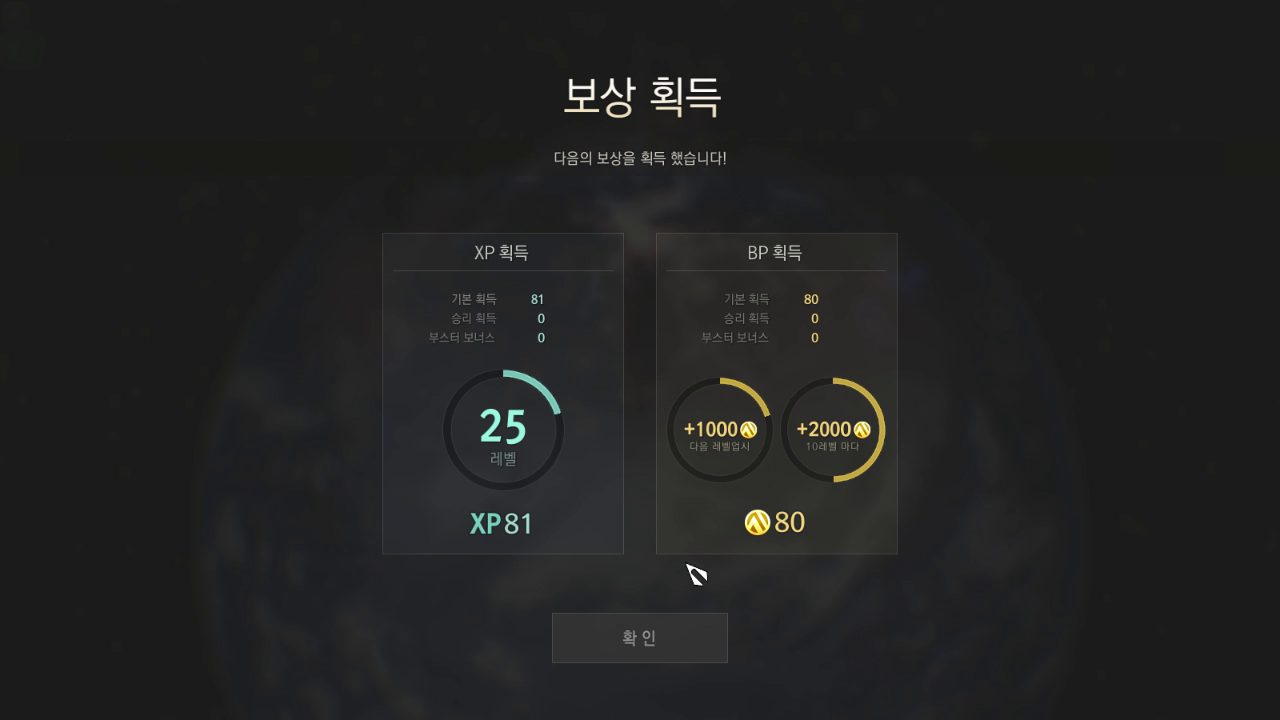 보상 획득
다음의 보상을 획득 했습니다!
XP 획득
기본 획득 81
승리 획득 0
부스터 보너스 0
25
레벨
XP81
BP 획득
기본 획득 80
승리 획득 0
부스터 보너스 0
+1000
다음 레벨업시
+2000
10레벨 마다
80
확인